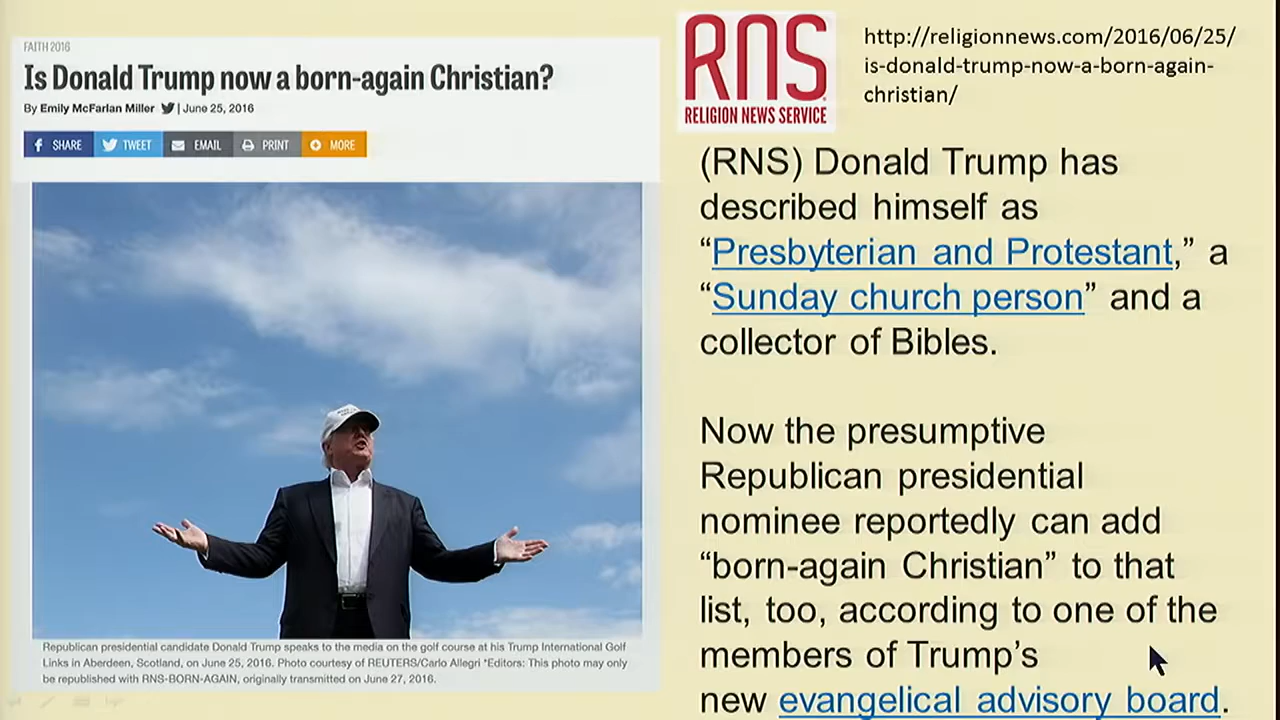 FAITH 2016
Is Donald Trump now a born-again Christian?
By Emily McFarlan Miller | June 25, 2016
SHARE TWEET EMAIL PRINT MORE
Republican presidential candidate Donald Trump speaks to the media on the golf course at his Trump International Golf
Links in Aberdeen, Scotland, on June 25, 2016. Photo courtesy of REUTERS/Carlo Allegri *Editors: This photo may only
be republished with RNS-BORN-AGAIN, originally transmitted on June 27, 2016.
RNS
RELIGION NEWS SERVICE
http://religionnews.com/2016/06/25/
is-donald-trump-now-a-born-again-
christian/
(RNS) Donald Trump has
described himself as
“Presbyterian and Protestant,” a
“Sunday church person” and a
collector of Bibles.
Now the presumptive
Republican presidential
nominee reportedly can add
“born-again Christian” to that
list, too, according to one of the
members of Trump’s
new evangelical advisory board.